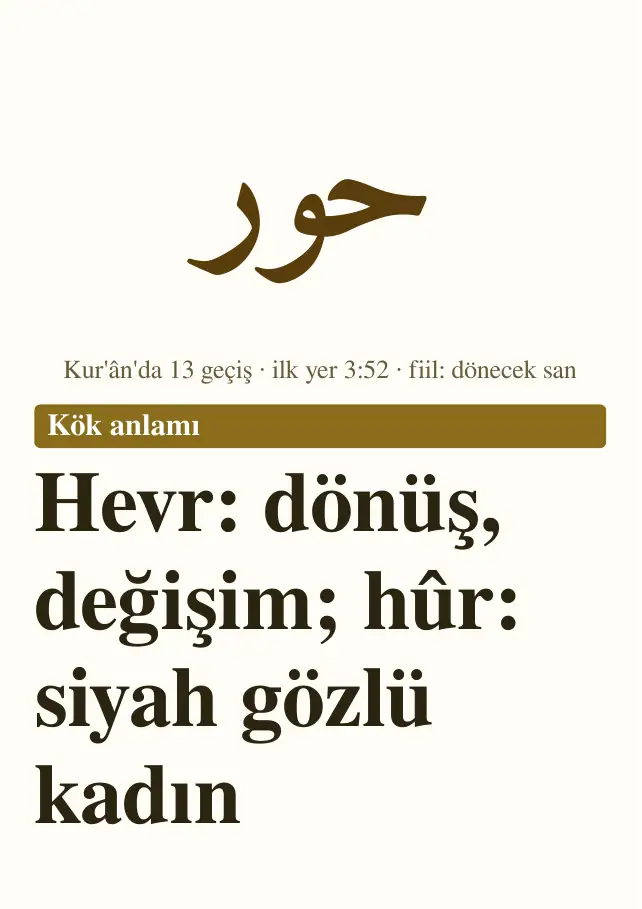 حور
Kur'ân'da 13 geçiş · ilk yer 3:52 · fiil: dönecek san
Kök anlamı
Hevr: dönüş,
değişim; hûr:
siyah gözlü
kadın